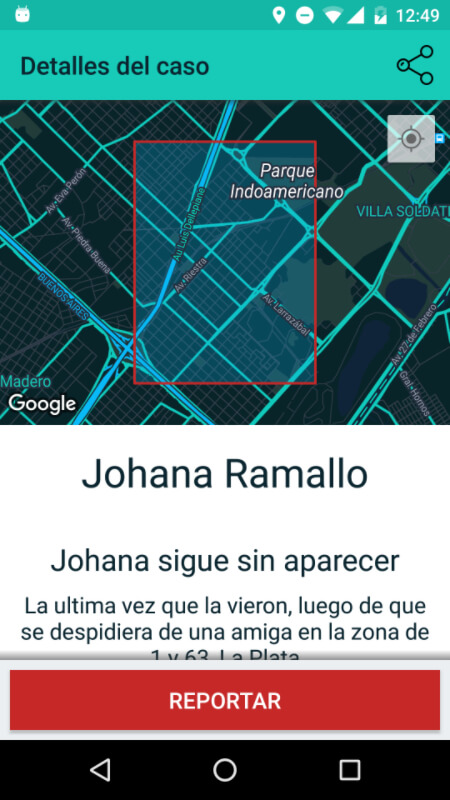 12:49
Detalles del caso
Parque
Indoamericano
Av. Eva Perón
Av. Luis Dellepiane
VILLA SOLDATI
Av. Piedra Buena
Av. Riestra
BUENOS AIRES
Av. Larrazábal
Av. 27 de Febrero
Madero
Gral. Hornos
Google
Johana Ramallo
Johana sigue sin aparecer
La ultima vez que la vieron, luego de que
se despidiera de una amiga en la zona de
1 y 63, La Plata
REPORTAR